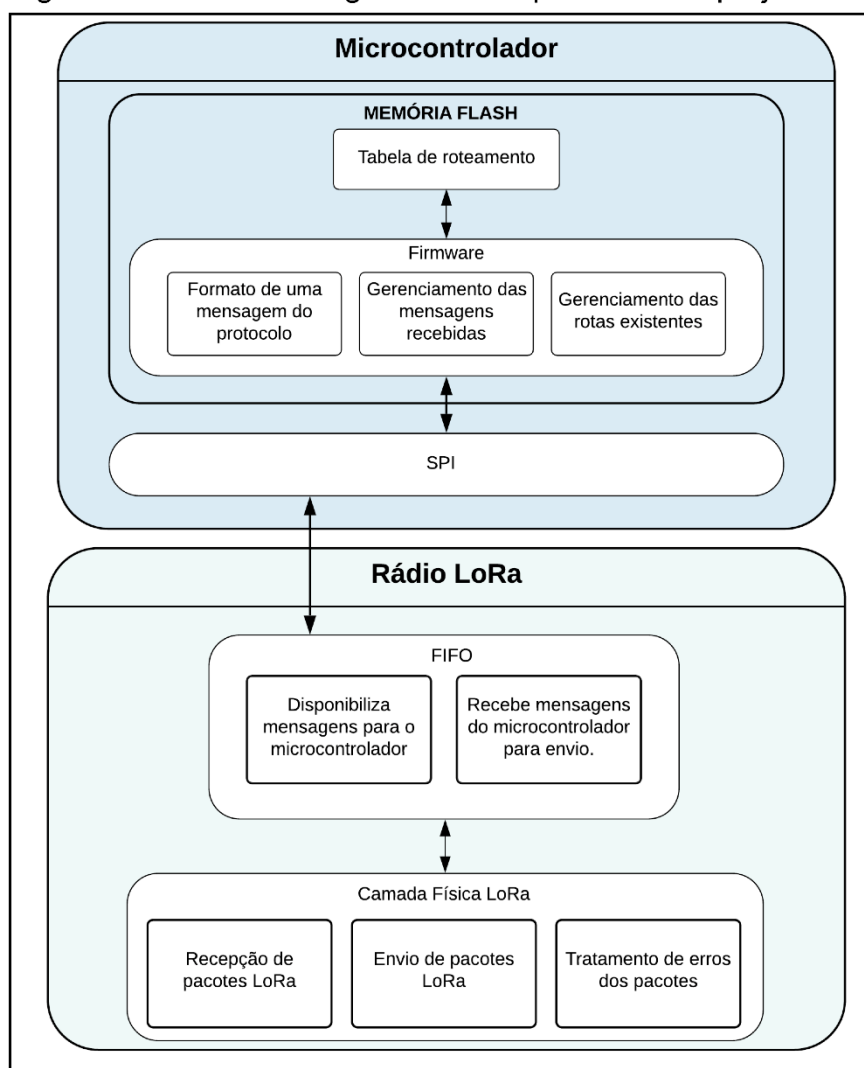 Microcontrolador
MEMÓRIA FLASH
Tabela de roteamento
Firmware
Formato de uma
mensagem do
protocolo
Gerenciamento das
mensagens
recebidas
Gerenciamento das
rotas existentes
SPI
Rádio LoRa
FIFO
Disponibiliza
mensagens para o
microcontrolador
Recebe mensagens
do microcontrolador
para envio.
Camada Física LoRa
Recepção de
pacotes LoRa
Envio de pacotes
LoRa
Tratamento de erros
dos pacotes